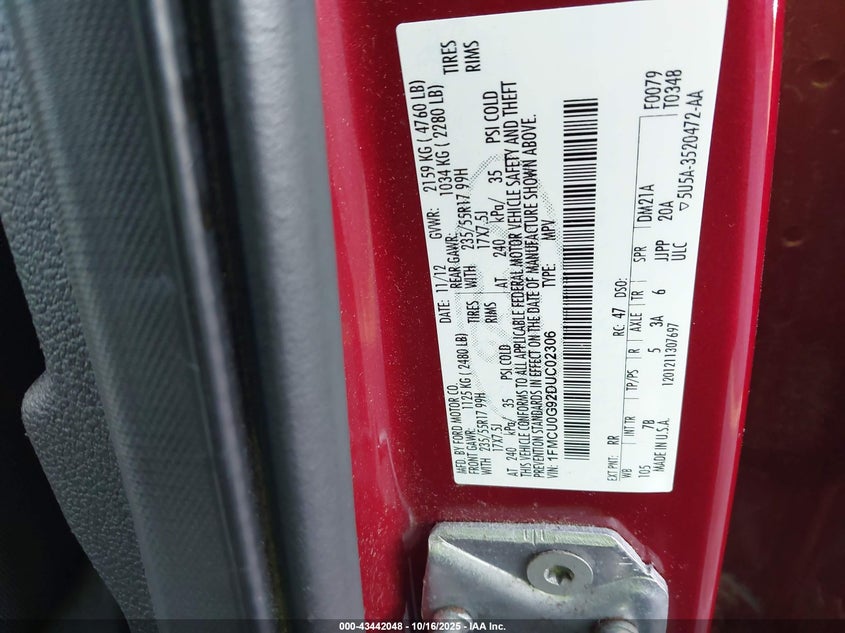 MFD. BY FORD MOTOR CO. DATE: 11/12 GVWR: 2159 KG ( 4760 LB)
FRONT GAWR: 1125 KG ( 2480 LB) REAR GAWR: 1034 KG ( 2280 LB)
WITH 235/55R17 99H TIRES WITH 235/55R17 99H TIRES
17X7.5J RIMS 17X7.5J RIMS
AT 240 kPa/ 35 PSI COLD AT 240 kPa/ 35 PSI COLD
THIS VEHICLE CONFORMS TO ALL APPLICABLE FEDERAL MOTOR VEHICLE SAFETY AND THEFT
PREVENTION STANDARDS IN EFFECT ON THE DATE OF MANUFACTURE SHOWN ABOVE.
VIN: 1FMCU0G92DUC02306 TYPE: MPV
EXT PNT: RR RC: 47 DSO: F0079
WB INT TR TP/PS R AXLE TR SPR DM21A T0348
105 7B 5 3A 6 JJPP 20A
MADE IN U.S.A. 1201211307697 ULC ▽5U5A-3520472-AA
000-43442048 - 10/16/2025 - IAA Inc.